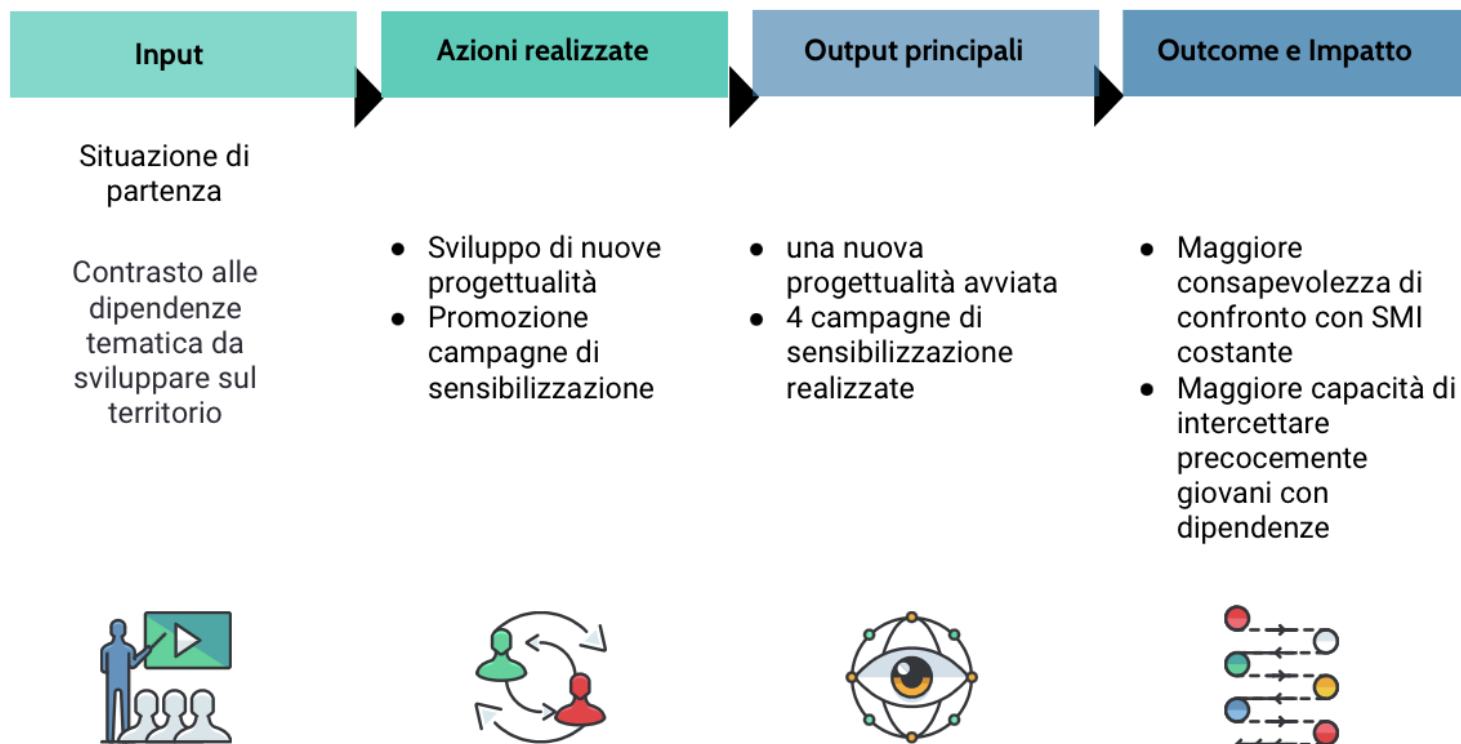 Input
Azioni realizzate
Output principali
Outcome e Impatto
Situazione di
partenza
Contrasto alle
dipendenze
tematica da
sviluppare sul
territorio
● Sviluppo di nuove
progettualità
● Promozione
campagne di
sensibilizzazione
● una nuova
progettualità avviata
● 4 campagne di
sensibilizzazione
realizzate
● Maggiore
consapevolezza di
confronto con SMI
costante
● Maggiore capacità di
intercettare
precocemente
giovani con
dipendenze